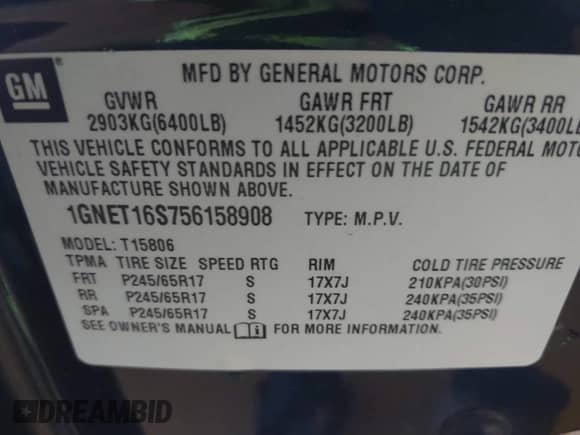 GM ®
MFD BY GENERAL MOTORS CORP.
GVWR GAWR FRT GAWR RR
2903KG(6400LB) 1452KG(3200LB) 1542KG(3400LB
THIS VEHICLE CONFORMS TO ALL APPLICABLE U.S. FEDERAL MOTO
VEHICLE SAFETY STANDARDS IN EFFECT ON THE DATE OF
MANUFACTURE SHOWN ABOVE.
1GNET16S756158908 TYPE: M.P.V.
MODEL: T15806
TPMA TIRE SIZE SPEED RTG RIM COLD TIRE PRESSURE
FRT P245/65R17 S 17X7J 210KPA(30PSI)
RR P245/65R17 S 17X7J 240KPA(35PSI)
SPA P245/65R17 S 17X7J 240KPA(35PSI)
SEE OWNER'S MANUAL FOR MORE INFORMATION.
DREAMBID